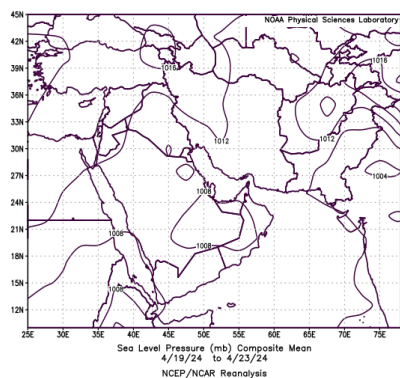 NOAA Physical Sciences Laboratory
45N
42N
39N
36N
33N
30N
27N
24N
21N
18N
15N
12N
1016
1016
1012
1012
1004
1008
1008
1008
1008
25E 30E 35E 40E 45E 50E 55E 60E 65E 70E 75E
Sea Level Pressure (mb) Composite Mean
4/19/24 to 4/23/24
NCEP/NCAR Reanalysis